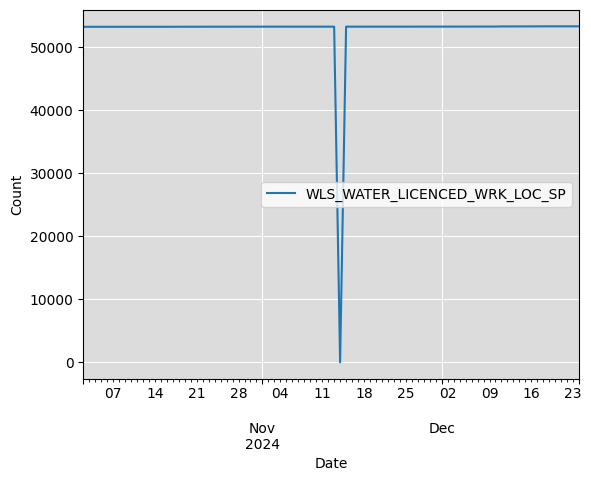 50000
40000
30000
20000
10000
0
Count
WLS_WATER_LICENCED_WRK_LOC_SP
07 14 21 28 04 11 18 25 02 09 16 23
Nov Dec
2024
Date